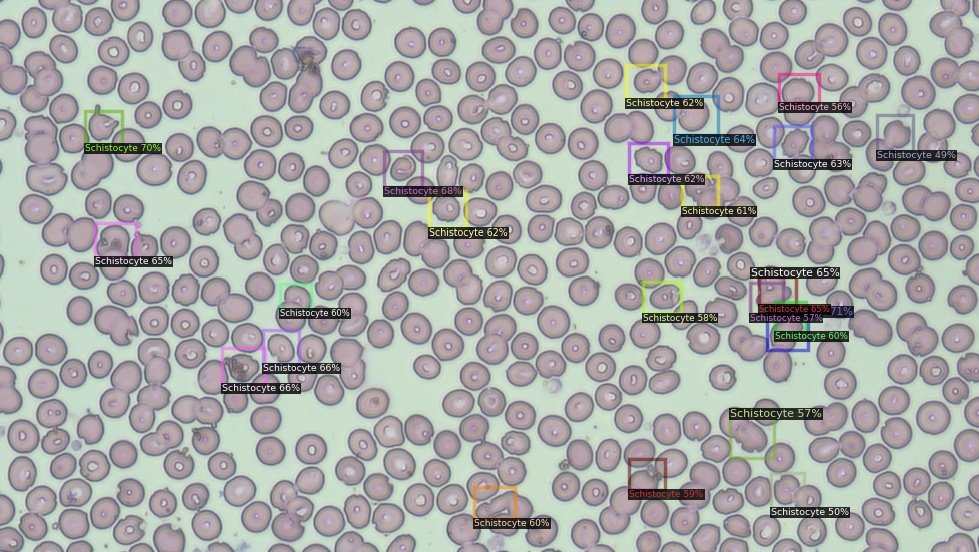 Schistocyte 62%
Schistocyte 56%
Schistocyte 64%
Schistocyte 70%
Schistocyte 49%
Schistocyte 63%
Schistocyte 62%
Schistocyte 68%
Schistocyte 61%
Schistocyte 62%
Schistocyte 65%
Schistocyte 65%
Schistocyte 60%
Schistocyte 65%
71%
Schistocyte 58%
Schistocyte 57%
Schistocyte 60%
Schistocyte 66%
Schistocyte 66%
Schistocyte 57%
Schistocyte 59%
Schistocyte 50%
Schistocyte 60%